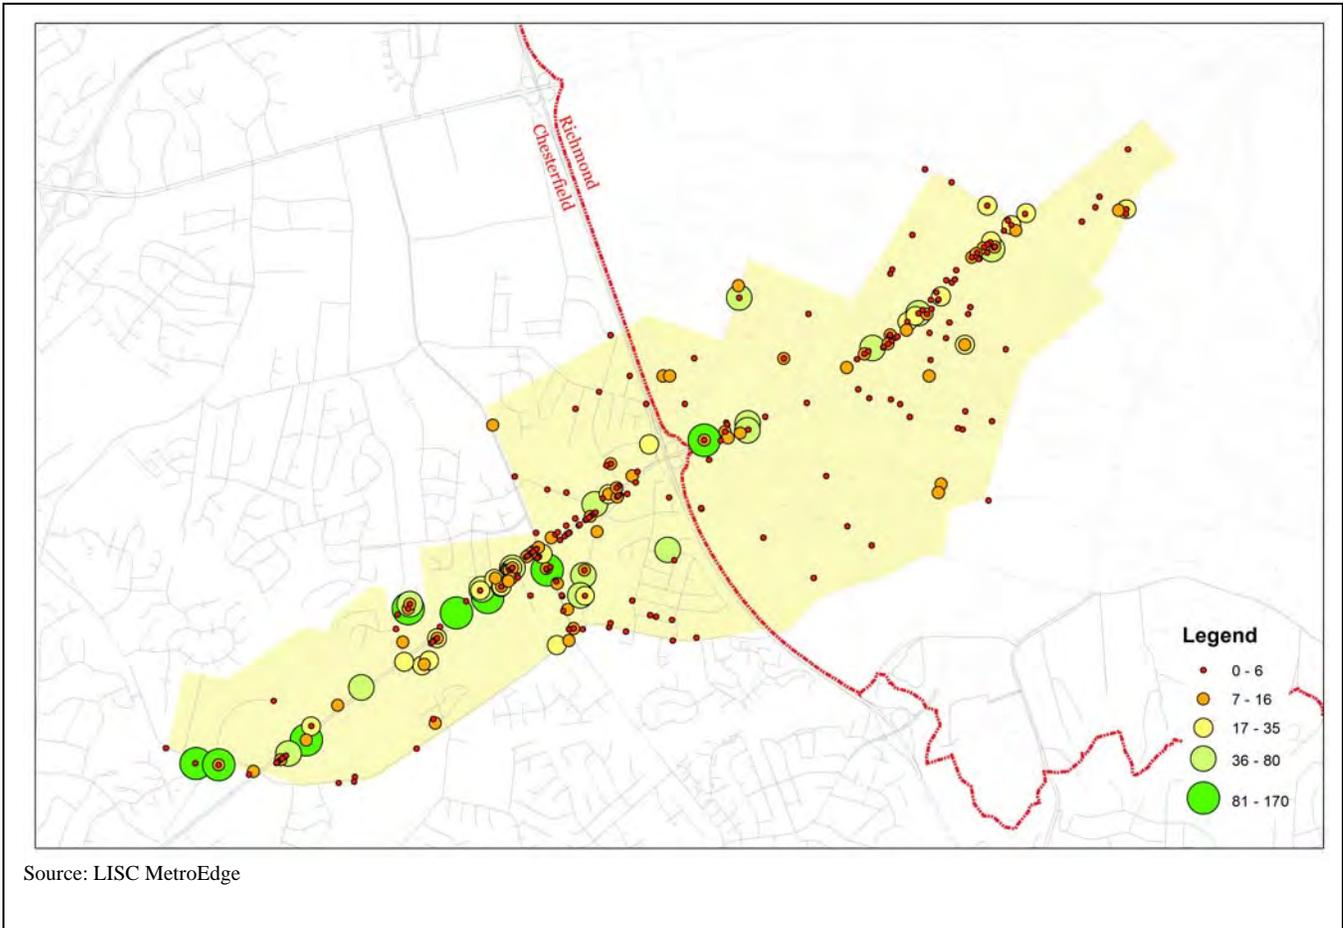 Richmond
Chesterfield
Legend
0 - 6
7 - 16
17 - 35
36 - 80
81 - 170
Source: LISC MetroEdge